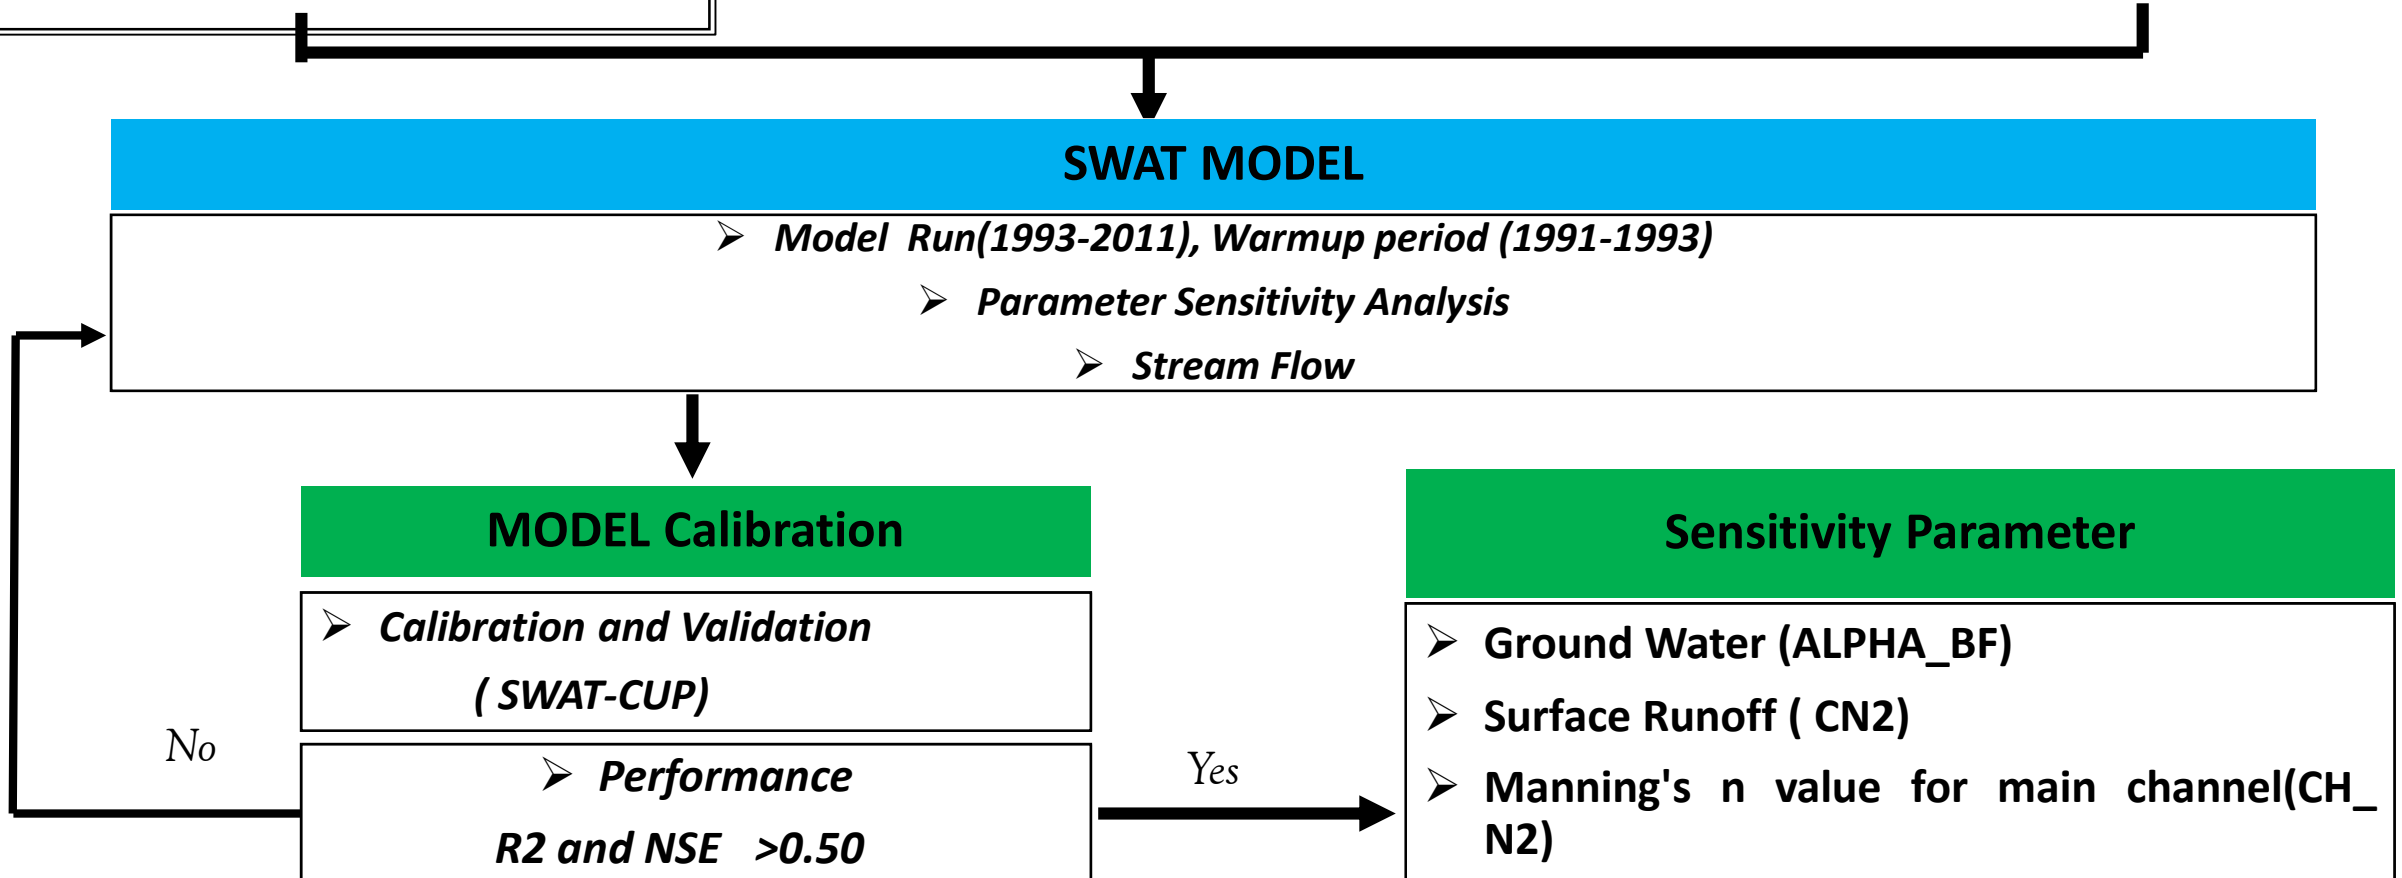 SWAT MODEL
➢ Model Run(1993-2011), Warmup period (1991-1993)
➢ Parameter Sensitivity Analysis
➢ Stream Flow
MODEL Calibration
➢ Calibration and Validation
( SWAT-CUP)
No
➢ Performance
R2 and NSE >0.50
Yes
Sensitivity Parameter
➢ Ground Water (ALPHA_BF)
➢ Surface Runoff ( CN2)
➢ Manning's n value for main channel(CH_
N2)